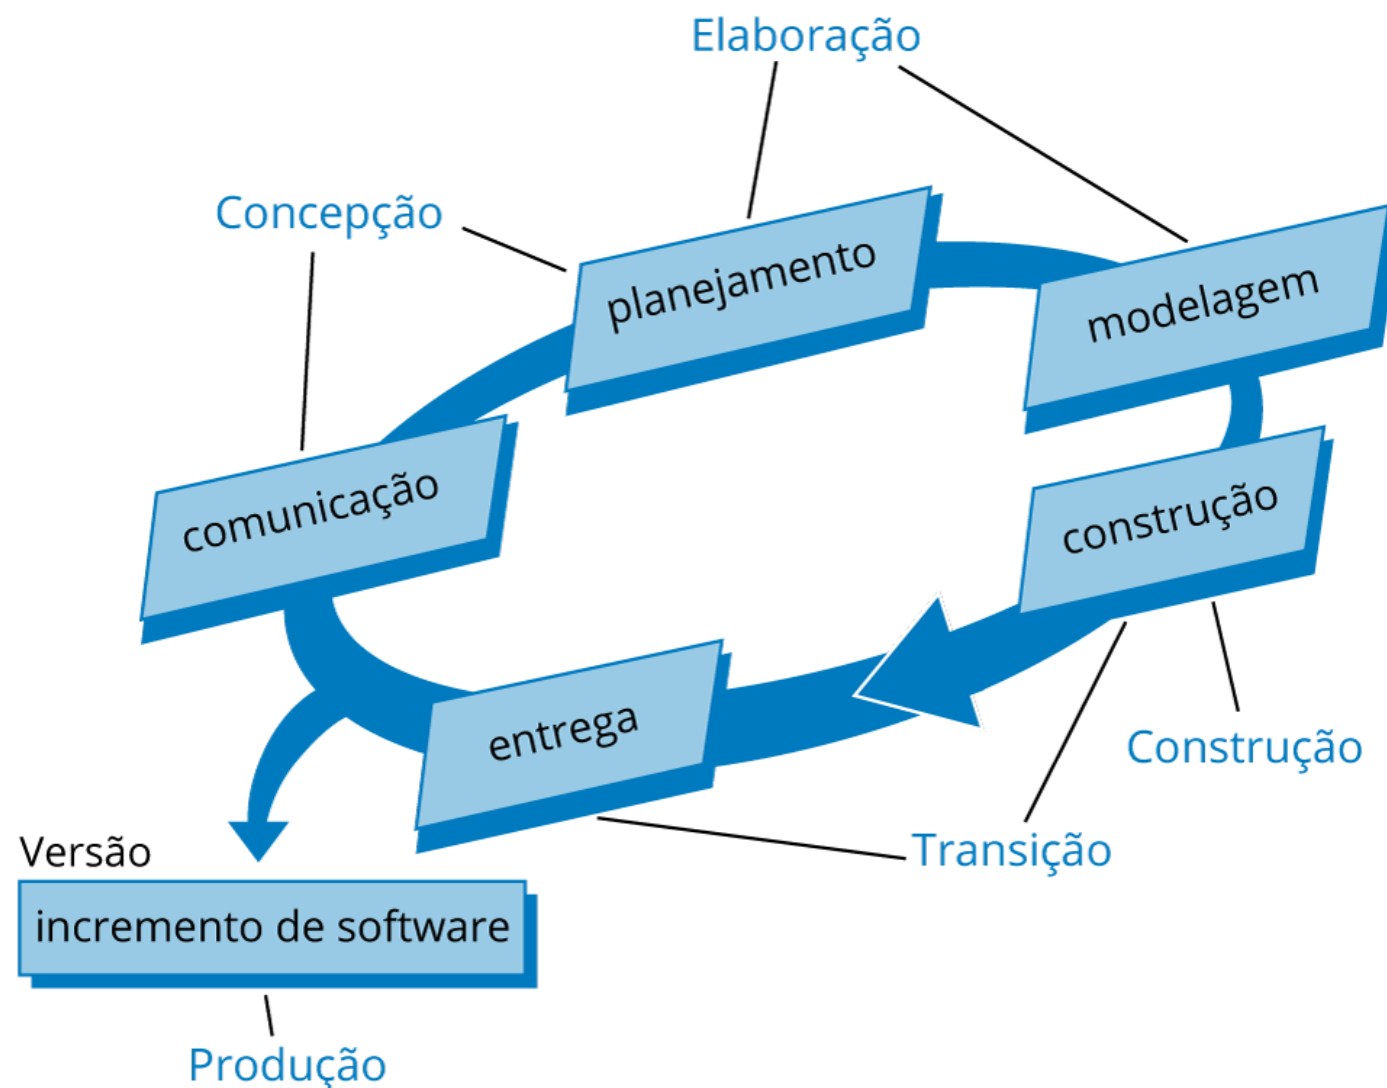 Elaboração
Concepção
planejamento
modelagem
comunicação
construção
entrega
Construção
Transição
Versão
incremento de software
Produção